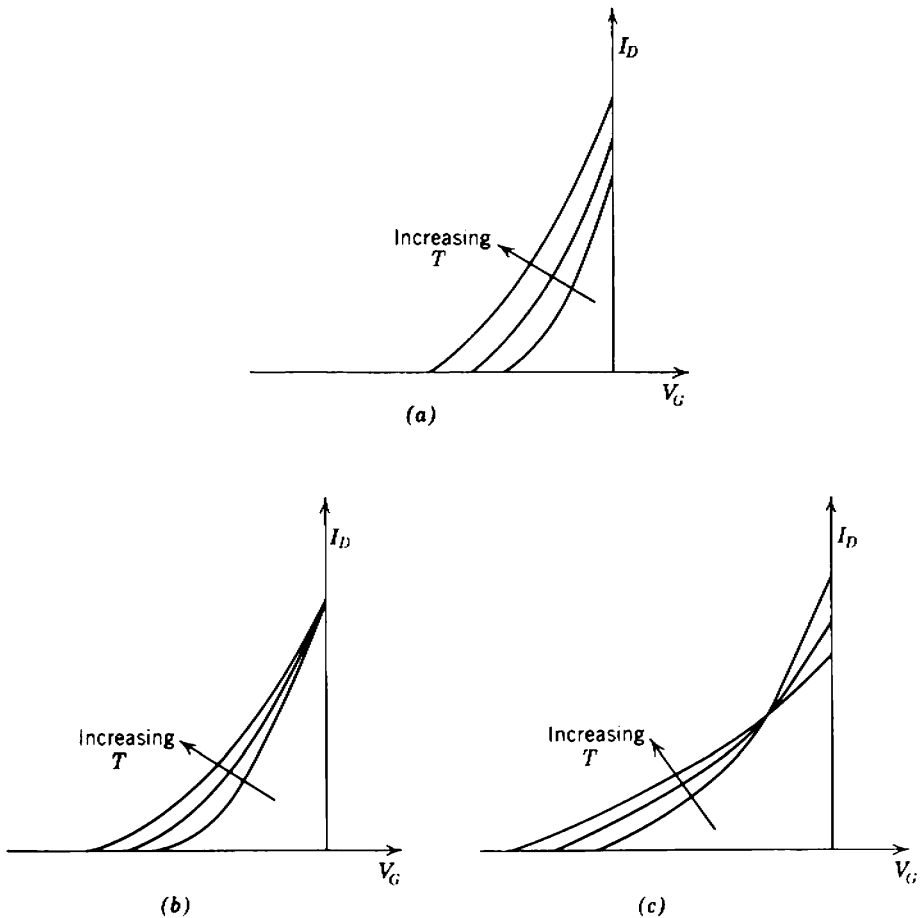 I_D
Increasing
T
V_G
(a)
I_D
Increasing
T
V_G
(b)
I_D
Increasing
T
V_G
(c)